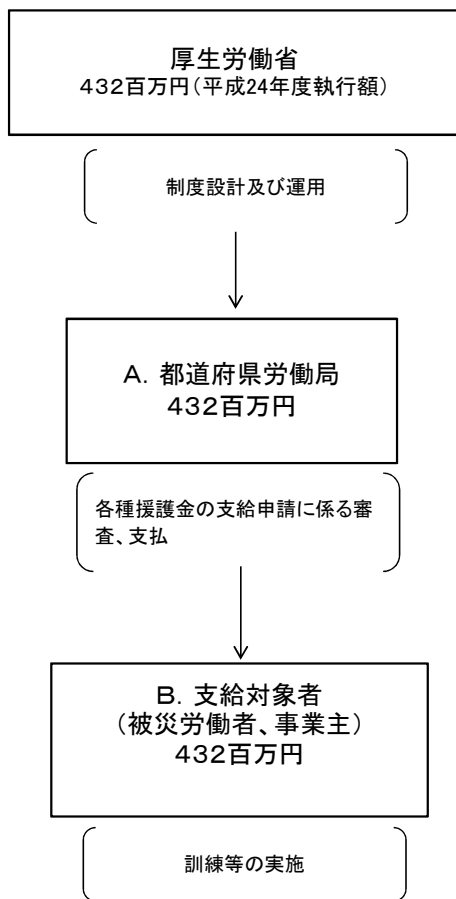 厚生労働省
432百万円(平成24年度執行額)
制度設計及び運用
A. 都道府県労働局
432百万円
各種援護金の支給申請に係る審
査、支払
B. 支給対象者
(被災労働者、事業主)
432百万円
訓練等の実施